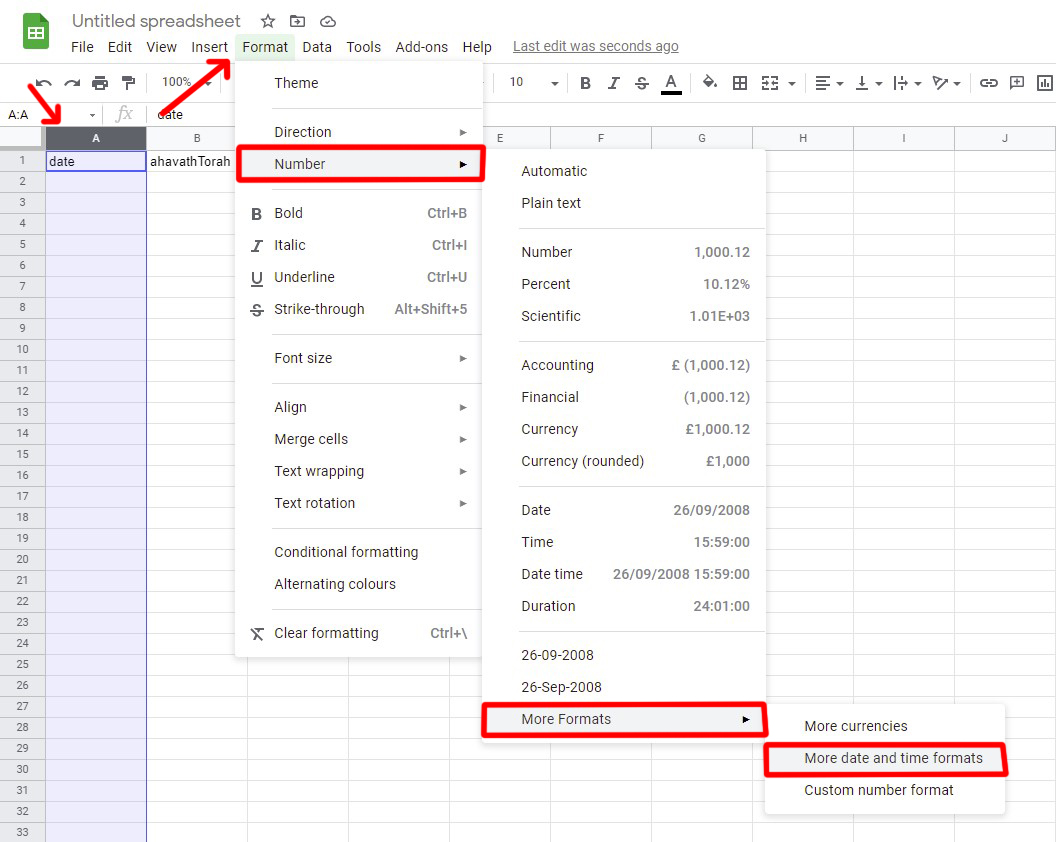 Untitled spreadsheet
File Edit View Insert Format Data Tools Add-ons Help Last edit was seconds ago
100% 10 B I S A
A:A fx date
A B E F G H I J
1 date ahavathTorah
2
3
4
5
6
7
8
9
10
11
12
13
14
15
16
17
18
19
20
21
22
23
24
25
26
27
28
29
30
31
32
33
Theme
Direction
Number
B Bold Ctrl+B
I Italic Ctrl+I
U Underline Ctrl+U
S Strike-through Alt+Shift+5
Font size
Align
Merge cells
Text wrapping
Text rotation
Conditional formatting
Alternating colours
Clear formatting Ctrl+\
Automatic
Plain text
Number 1,000.12
Percent 10.12%
Scientific 1.01E+03
Accounting £ (1,000.12)
Financial (1,000.12)
Currency £1,000.12
Currency (rounded) £1,000
Date 26/09/2008
Time 15:59:00
Date time 26/09/2008 15:59:00
Duration 24:01:00
26-09-2008
26-Sep-2008
More Formats
More currencies
More date and time formats
Custom number format